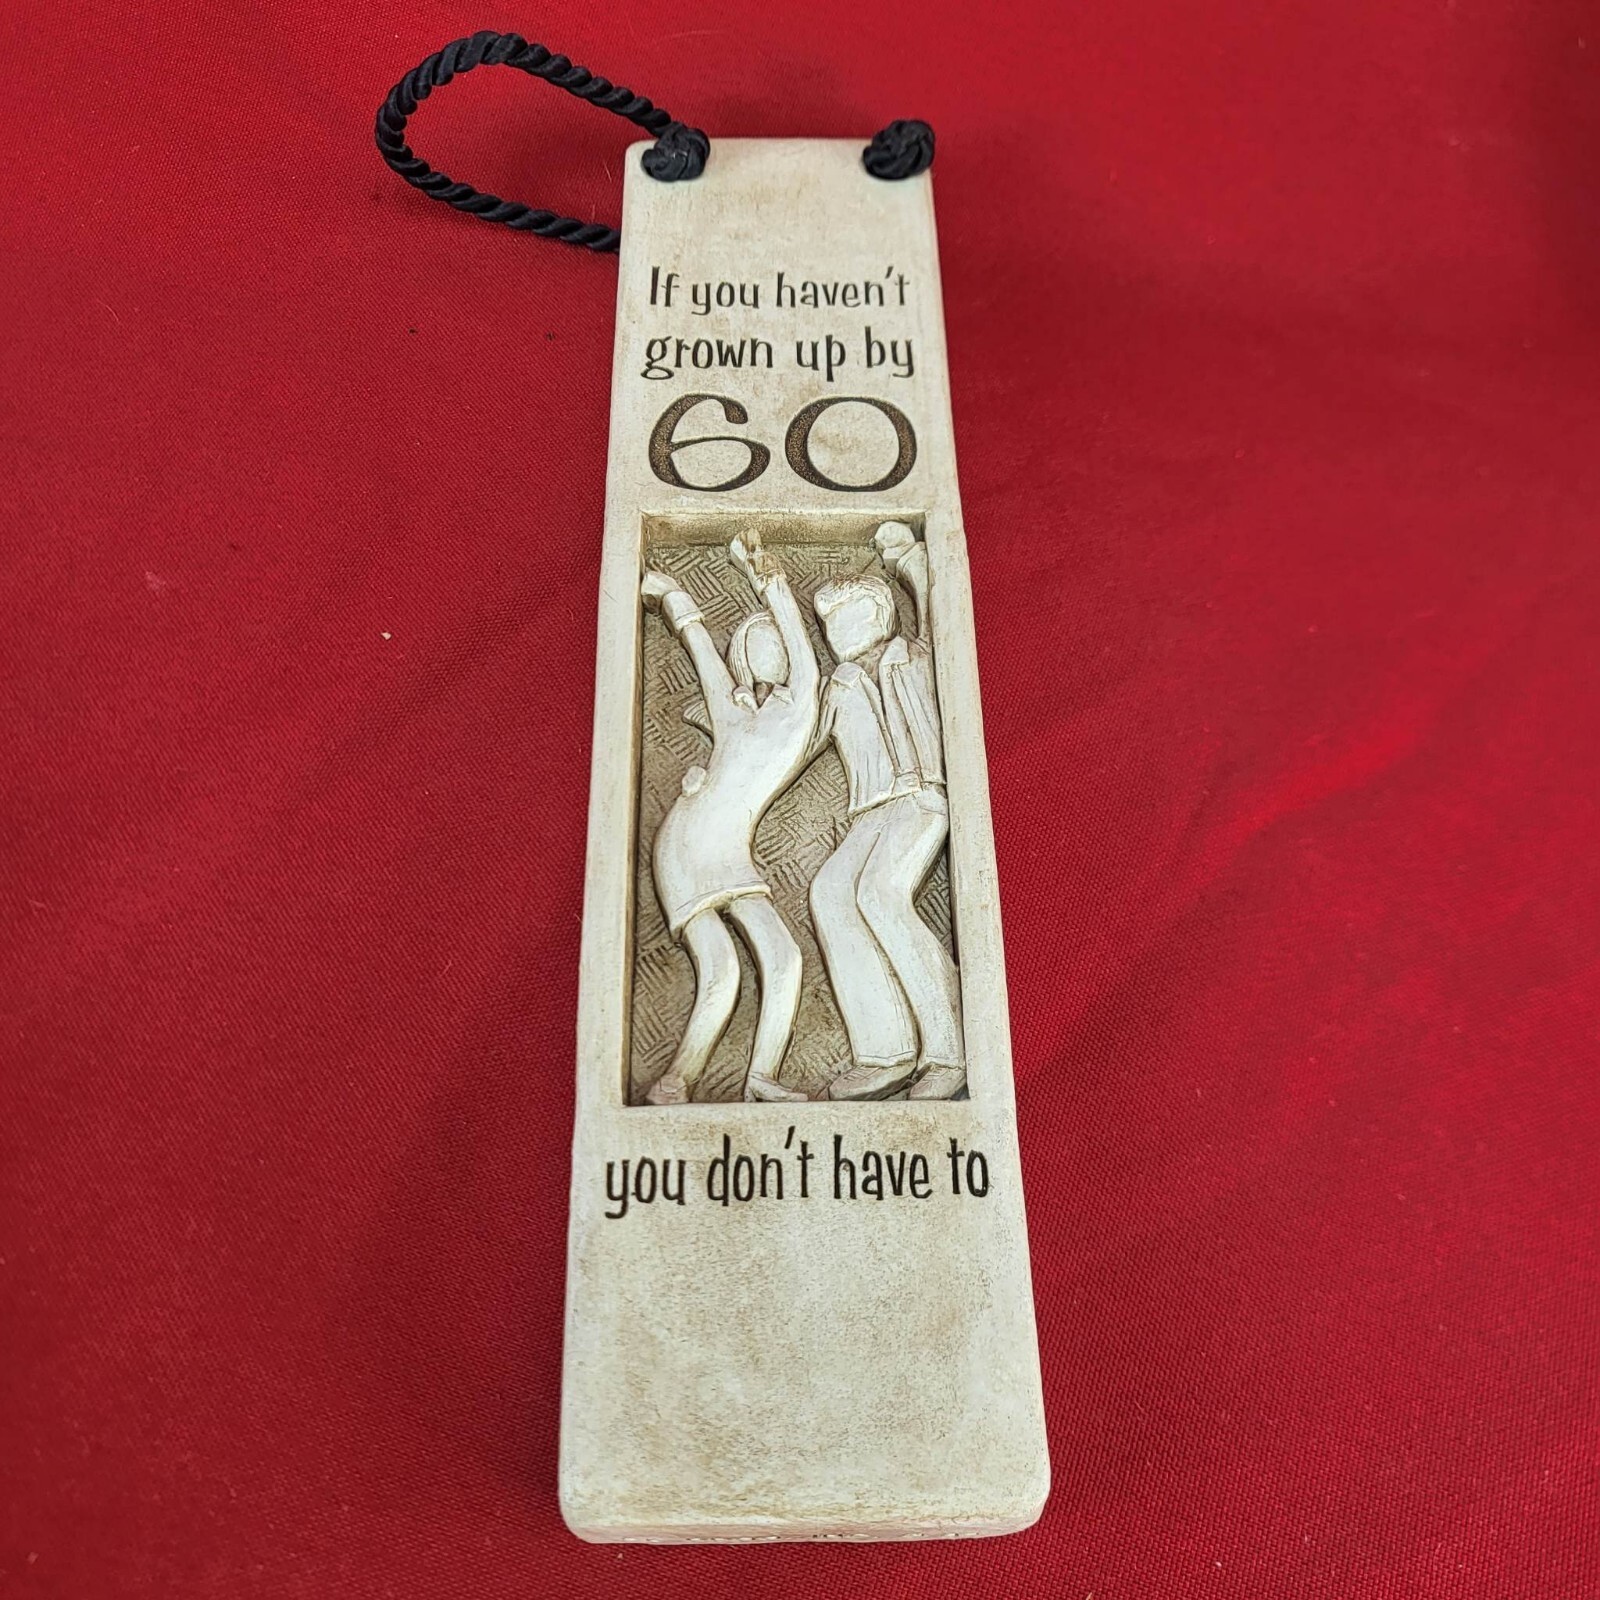 If you haven't
grown up by
60
you don't have to